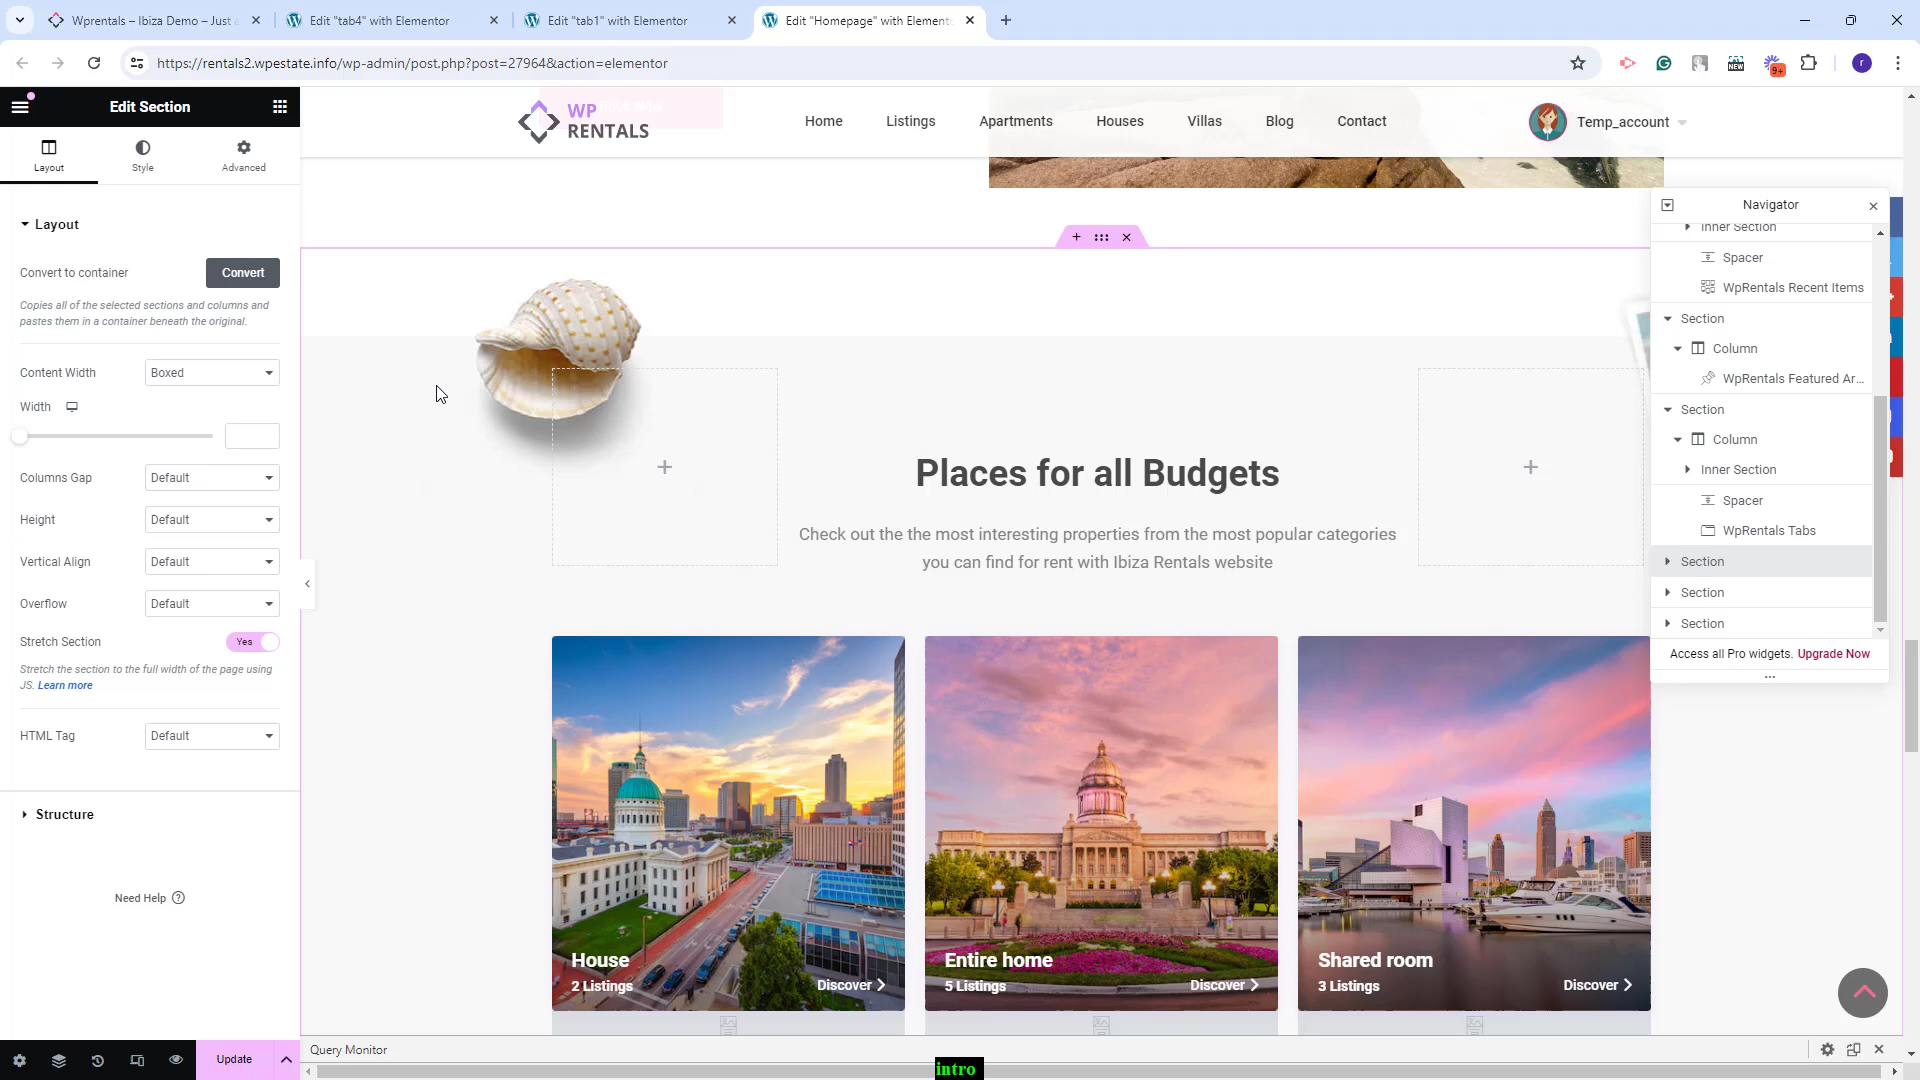 Wprentals – Ibiza Demo – Just a
Edit "tab4" with Elementor
Edit "tab1" with Elementor
Edit "Homepage" with Elemento
https://rentals2.wpestate.info/wp-admin/post.php?post=27964&action=elementor
NEW
9+
r
Edit Section
Layout
Style
Advanced
Layout
Convert to container
Convert
Copies all of the selected sections and columns and
pastes them in a container beneath the original.
Content Width
Boxed
Width
Columns Gap
Default
Height
Default
Vertical Align
Default
Overflow
Default
Stretch Section
Yes
Stretch the section to the full width of the page using
JS. Learn more
HTML Tag
Default
Structure
Need Help
Update
WP
RENTALS
Home
Listings
Apartments
Houses
Villas
Blog
Contact
Temp_account
Places for all Budgets
Check out the the most interesting properties from the most popular categories
you can find for rent with Ibiza Rentals website
House
2 Listings
Discover
Entire home
5 Listings
Discover
Shared room
3 Listings
Discover
Navigator
Inner Section
Spacer
WpRentals Recent Items
Section
Column
WpRentals Featured Ar...
Section
Column
Inner Section
Spacer
WpRentals Tabs
Section
Section
Section
Access all Pro widgets. Upgrade Now
Query Monitor
intro